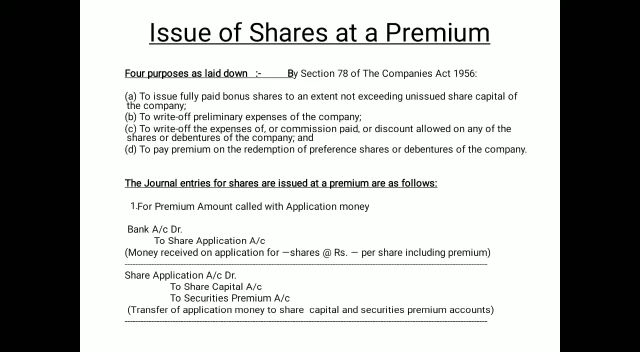 Issue of Shares at a Premium
Four purposes as laid down :- By Section 78 of The Companies Act 1956:
(a) To issue fully paid bonus shares to an extent not exceeding unissued share capital of
the company;
(b) To write-off preliminary expenses of the company;
(c) To write-off the expenses of, or commission paid, or discount allowed on any of the
shares or debentures of the company; and
(d) To pay premium on the redemption of preference shares or debentures of the company.
The Journal entries for shares are issued at a premium are as follows:
1.For Premium Amount called with Application money
Bank A/c Dr.
To Share Application A/c
(Money received on application for —shares @ Rs. — per share including premium)
Share Application A/c Dr.
To Share Capital A/c
To Securities Premium A/c
(Transfer of application money to share capital and securities premium accounts)